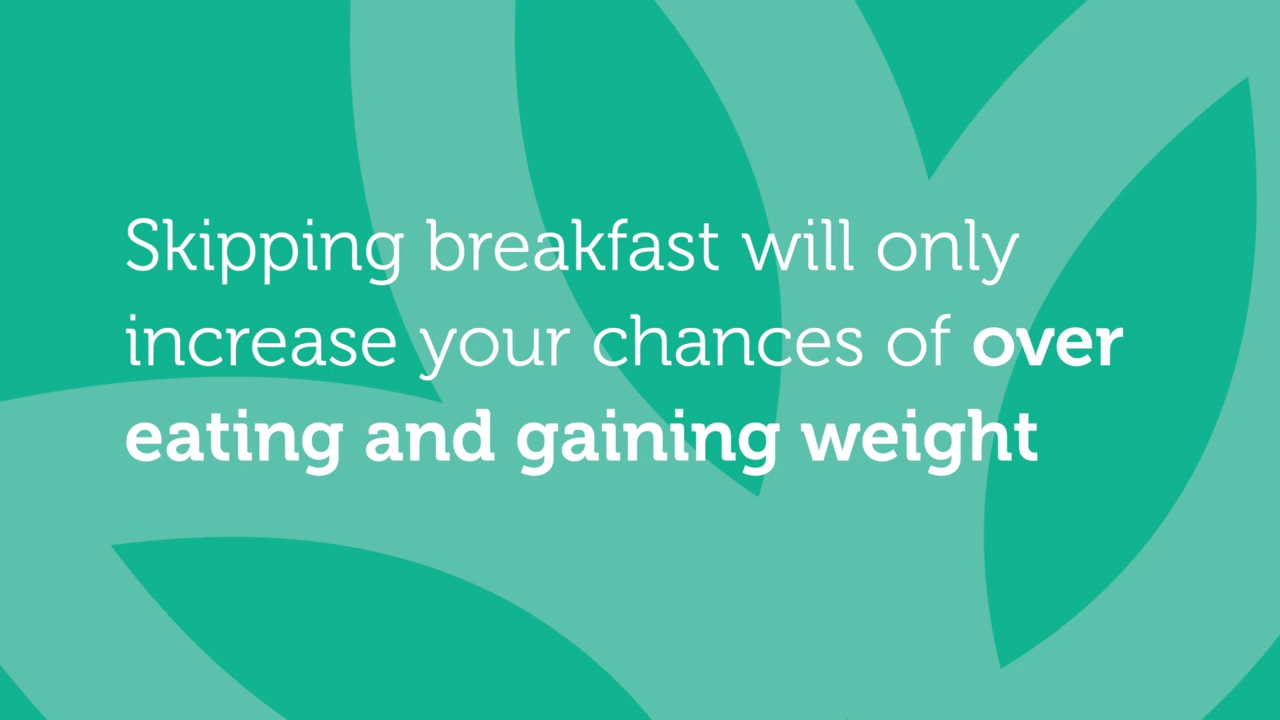 Skipping breakfast will only
increase your chances of over
eating and gaining weight